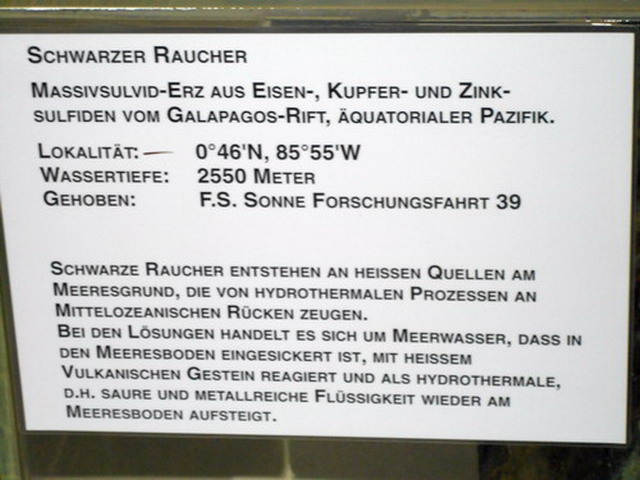 SCHWARZER RAUCHER
MASSIVSULVID-ERZ AUS EISEN-, KUPFER- UND ZINK-
SULFIDEN VOM GALAPAGOS-RIFT, ÄQUATORIALER PAZIFIK.
LOKALITÄT: 0°46'N, 85°55'W
WASSERTIEFE: 2550 METER
GEHOBEN: F.S. SONNE FORSCHUNGSFAHRT 39
SCHWARZE RAUCHER ENTSTEHEN AN HEISSEN QUELLEN AM
MEERESGRUND, DIE VON HYDROTHERMALEN PROZESSEN AN
MITTELOZEANISCHEN RÜCKEN ZEUGEN.
BEI DEN LÖSUNGEN HANDELT ES SICH UM MEERWASSER, DASS IN
DEN MEERESBODEN EINGESICKERT IST, MIT HEISSEM
VULKANISCHEN GESTEIN REAGIERT UND ALS HYDROTHERMALE,
D.H. SAURE UND METALLREICHE FLÜSSIGKEIT WIEDER AM
MEERESBODEN AUFSTEIGT.